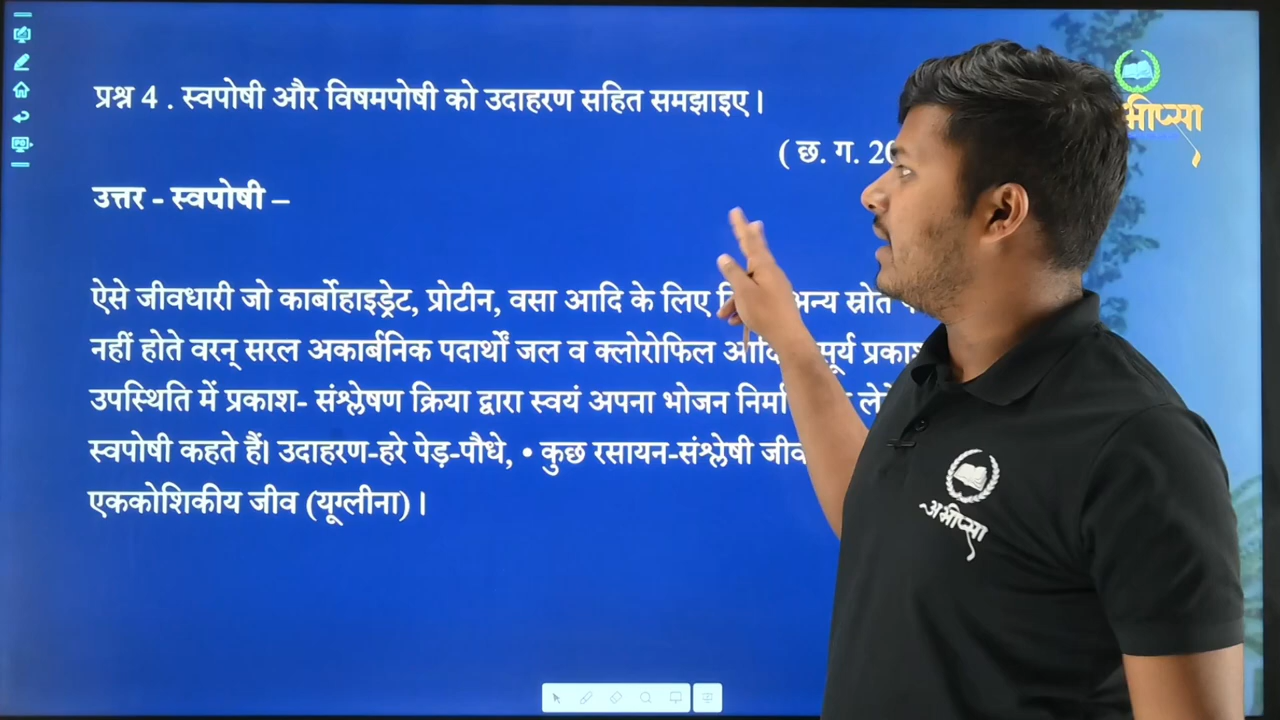 प्रश्न 4 . स्वपोषी और विषमपोषी को उदाहरण सहित समझाइए ।
( छ. ग.
उत्तर - स्वपोषी –
ऐसे जीवधारी जो कार्बोहाइड्रेट, प्रोटीन, वसा आदि के लिए अन्य स्रोत
नहीं होते वरन् सरल अकार्बनिक पदार्थों जल व क्लोरोफिल आदि सूर्य
उपस्थिति में प्रकाश- संश्लेषण क्रिया द्वारा स्वयं अपना भोजन
स्वपोषी कहते हैं। उदाहरण-हरे पेड़-पौधे, • कुछ रसायन-संश्लेषी
एककोशिकीय जीव (यूग्लीना) ।
अभीप्सा